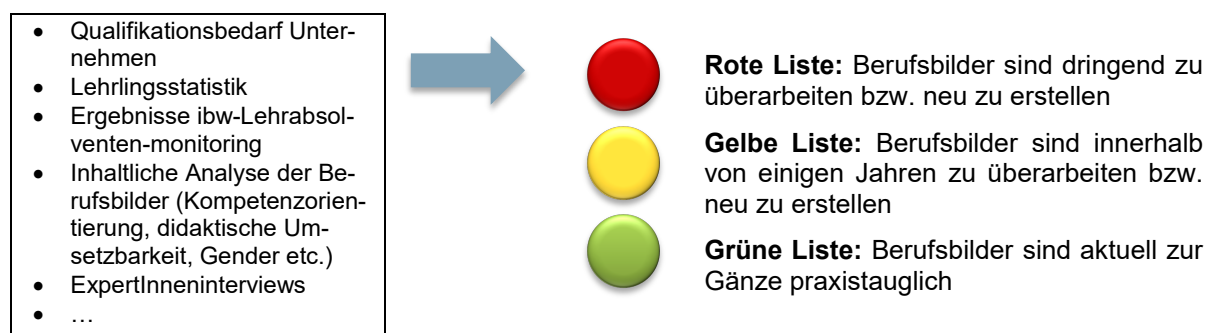 • Qualifikationsbedarf Unter-
nehmen
• Lehrlingsstatistik
• Ergebnisse ibw-Lehrabsol-
venten-monitoring
• Inhaltliche Analyse der Be-
rufsbilder (Kompetenzorien-
tierung, didaktische Um-
setzbarkeit, Gender etc.)
• ExpertInneninterviews
• …
Rote Liste: Berufsbilder sind dringend zu
überarbeiten bzw. neu zu erstellen
Gelbe Liste: Berufsbilder sind innerhalb
von einigen Jahren zu überarbeiten bzw.
neu zu erstellen
Grüne Liste: Berufsbilder sind aktuell zur
Gänze praxistauglich